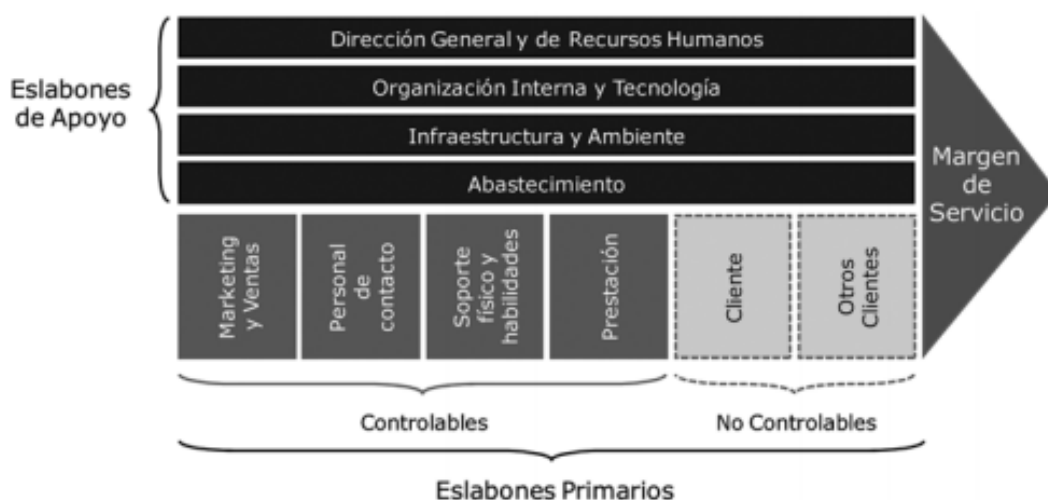 Dirección General y de Recursos Humanos
Organización Interna y Tecnología
Infraestructura y Ambiente
Abastecimiento
Eslabones
de Apoyo
Margen
de
Servicio
Marketing
y Ventas
Personal
de
contacto
Soporte
físico y
habilidades
Prestación
Cliente
Otros
Clientes
Controlables
No Controlables
Eslabones Primarios